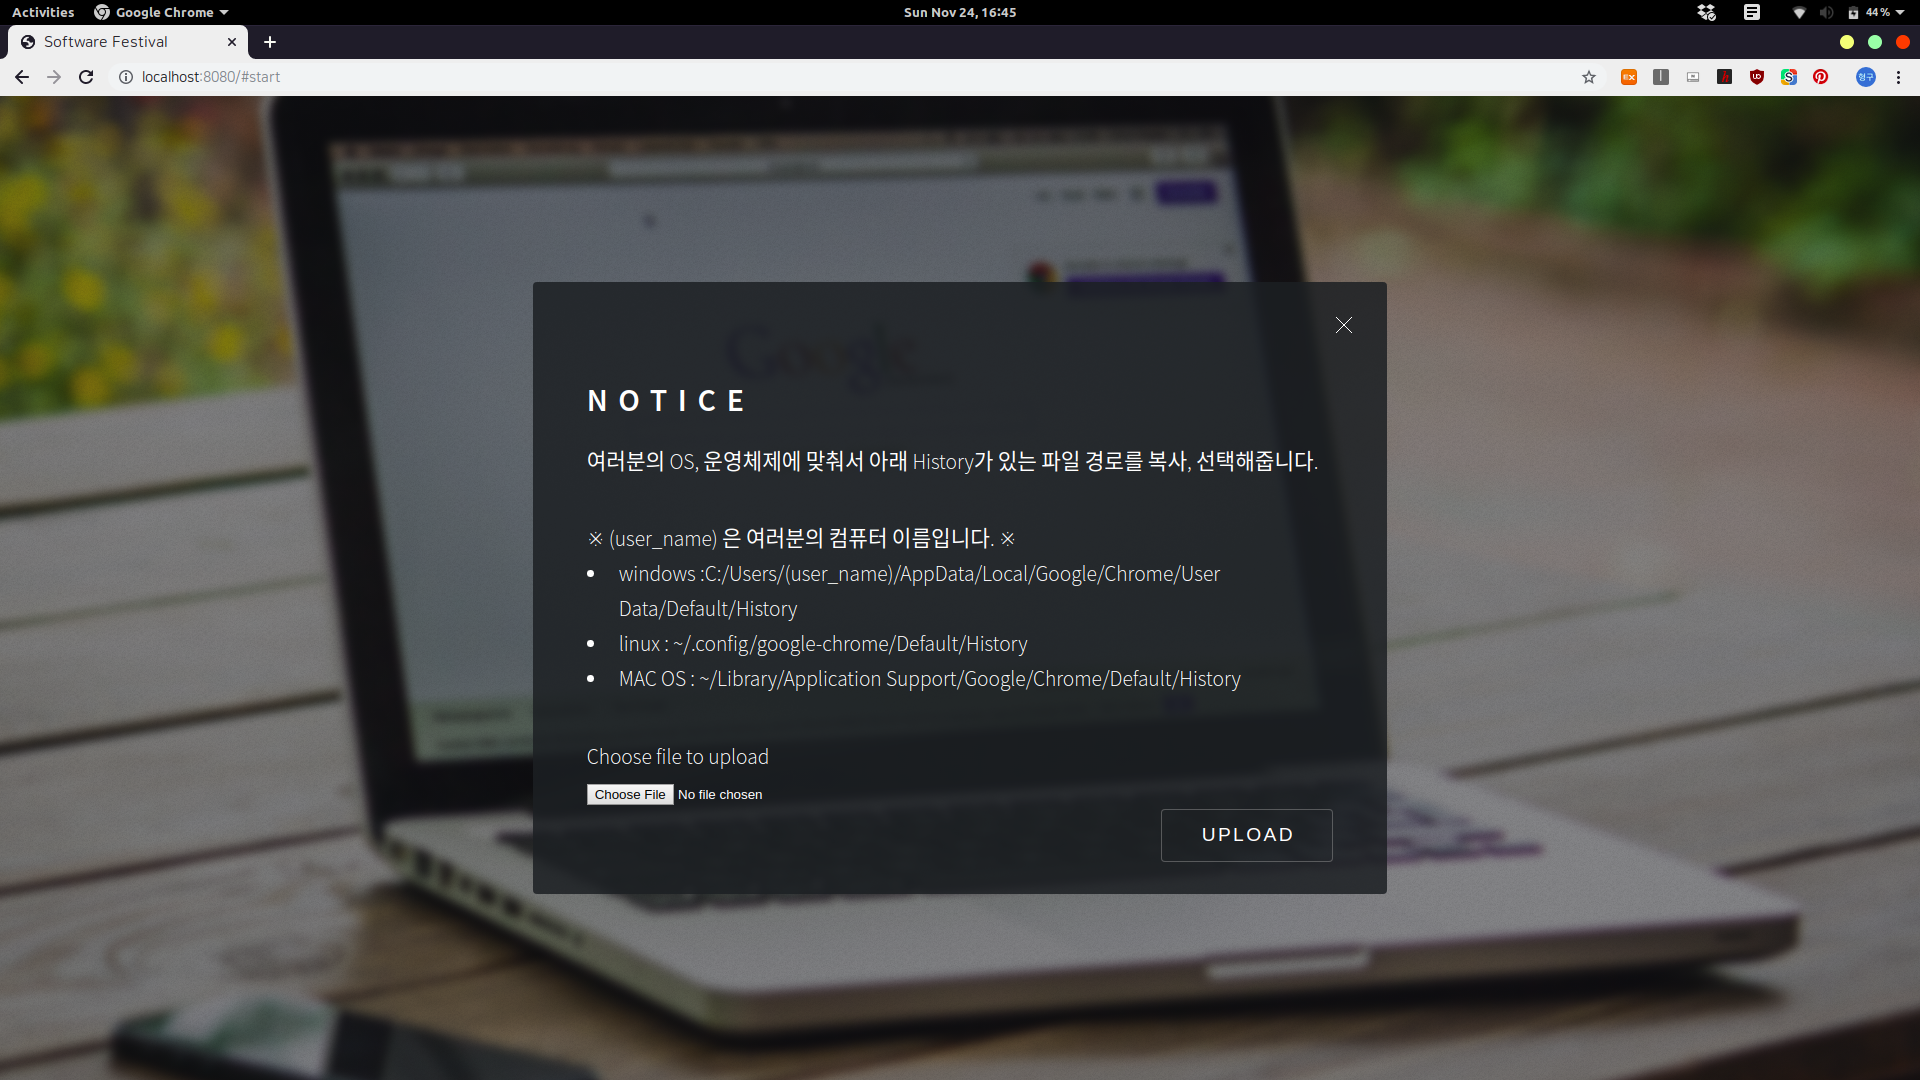 Activities
Google Chrome
Sun Nov 24, 16:45
44 %
Software Festival
localhost:8080/#start
형구
Google
NOTICE
여러분의 OS, 운영체제에 맞춰서 아래 History가 있는 파일 경로를 복사, 선택해줍니다.
※ (user_name) 은 여러분의 컴퓨터 이름입니다. ※
• windows :C:/Users/(user_name)/AppData/Local/Google/Chrome/User
Data/Default/History
• linux : ~/.config/google-chrome/Default/History
• MAC OS : ~/Library/Application Support/Google/Chrome/Default/History
Choose file to upload
Choose File No file chosen
UPLOAD